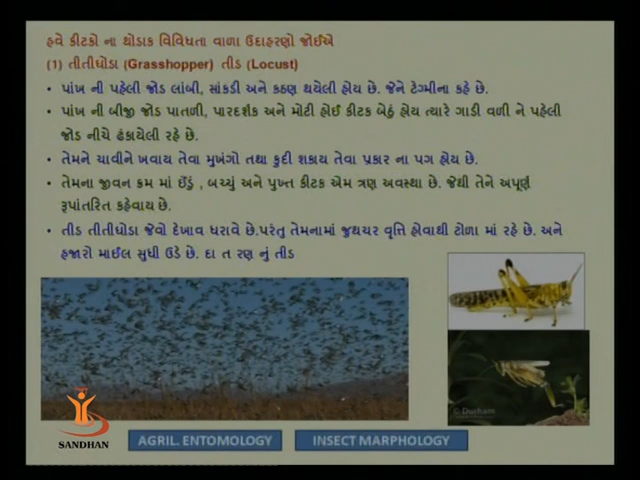 હવે કીટકો ના થોડાક વિવિધતા વાળા ઉદાહરણો જોઈએ
(1) તીતીઘોડા (Grasshopper) તીડ (Locust)
• પાંખ ની પહેલી જોડ લાંબી, સાંકડી અને કઠણ થયેલી હોય છે. જેને ટેગ્મીના કહે છે.
• પાંખ ની બીજી જોડ પાતળી, પારદર્શક અને મોટી હોઈ કીટક બેઠું હોય ત્યારે ગાડી વળી ને પહેલી
જોડ નીચે ઢંકાયેલી રહે છે.
• તેમને ચાવીને ખવાય તેવા મુખંગો તથા કુદી શકાય તેવા પ્રકાર ના પગ હોય છે.
• તેમના જીવન ક્રમ માં ઈંડું , બચ્ચું અને પુખ્ત કીટક એમ ત્રણ અવસ્થા છે. જેથી તેને અપૂર્ણ
રૂપાંતરિત કહેવાય છે.
• તીડ તીતીઘોડા જેવો દેખાવ ધરાવે છે.પરંતુ તેમનામાં જુથચર વૃત્તિ હોવાથી ટોળા માં રહે છે. અને
હજારો માઈલ સુધી ઉડે છે. દા ત રણ નું તીડ
© Durham
SANDHAN
AGRIL. ENTOMOLOGY
INSECT MARPHOLOGY